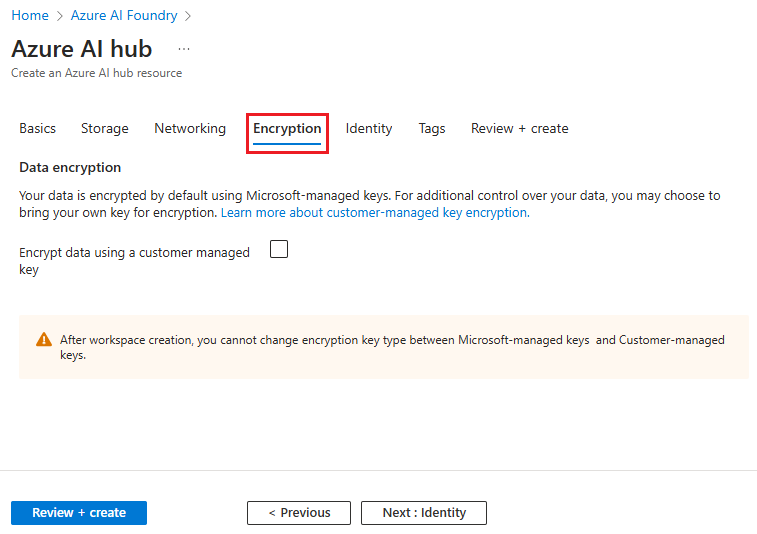 Home > Azure AI Foundry >
Azure AI hub ...
Create an Azure AI hub resource
Basics Storage Networking Encryption Identity Tags Review + create
Data encryption
Your data is encrypted by default using Microsoft-managed keys. For additional control over your data, you may choose to
bring your own key for encryption. Learn more about customer-managed key encryption.
Encrypt data using a customer managed
key
After workspace creation, you cannot change encryption key type between Microsoft-managed keys and Customer-managed
keys.
Review + create < Previous Next : Identity